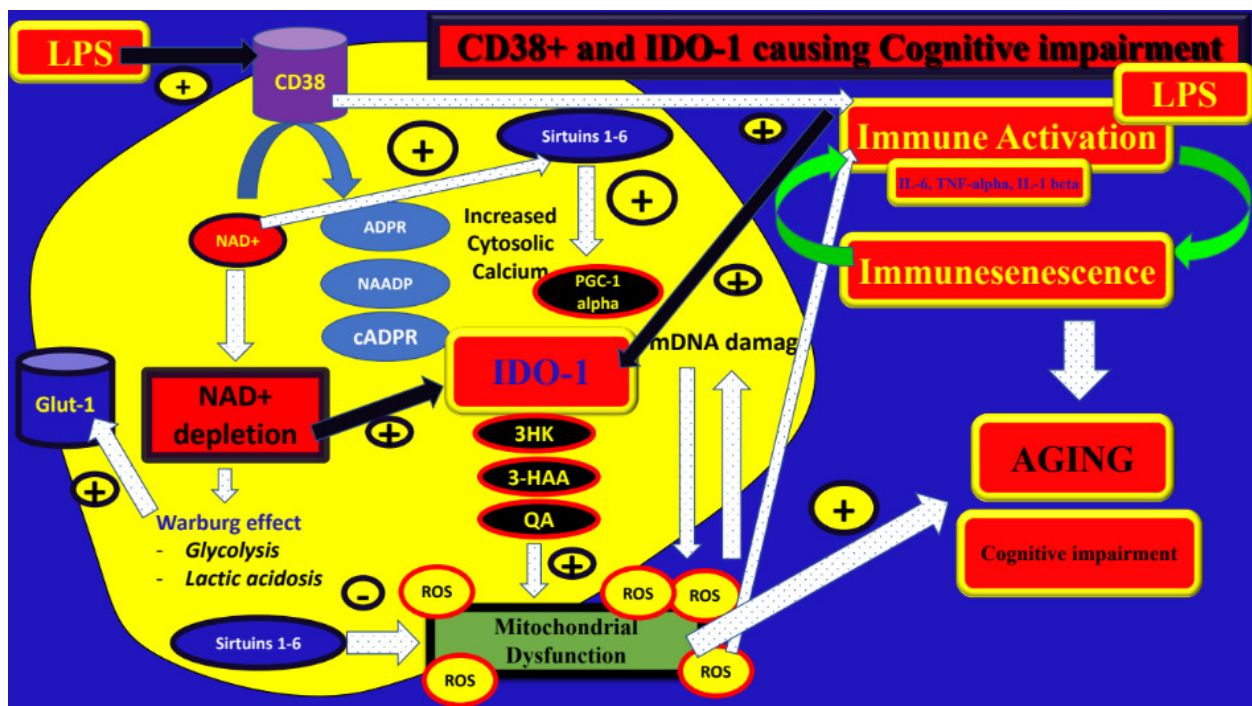 CD38+ and IDO-1 causing Cognitive impairment
LPS
+
CD38
+
Sirtuins 1-6
+
LPS
Immune Activation
IL-6, TNF-alpha, IL-1 beta
NAD+
ADPR
Increased
Cytosolic
Calcium
+
NAADP
PGC-1
alpha
+
Immunesenescence
cADPR
IDO-1
mDNA damag
Glut-1
NAD+
depletion
+
3HK
3-HAA
QA
AGING
Cognitive impairment
+
Warburg effect
- Glycolysis
- Lactic acidosis
+
+
-
ROS
ROS
ROS
Sirtuins 1-6
Mitochondrial
Dysfunction
ROS
ROS